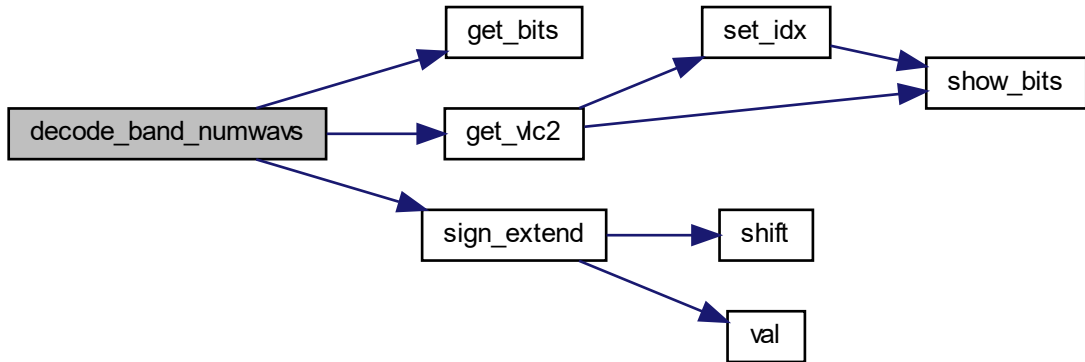 decode_band_numwavs
get_bits
get_vlc2
sign_extend
set_idx
show_bits
shift
val